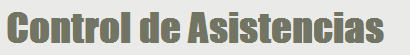 Control de Asistencias